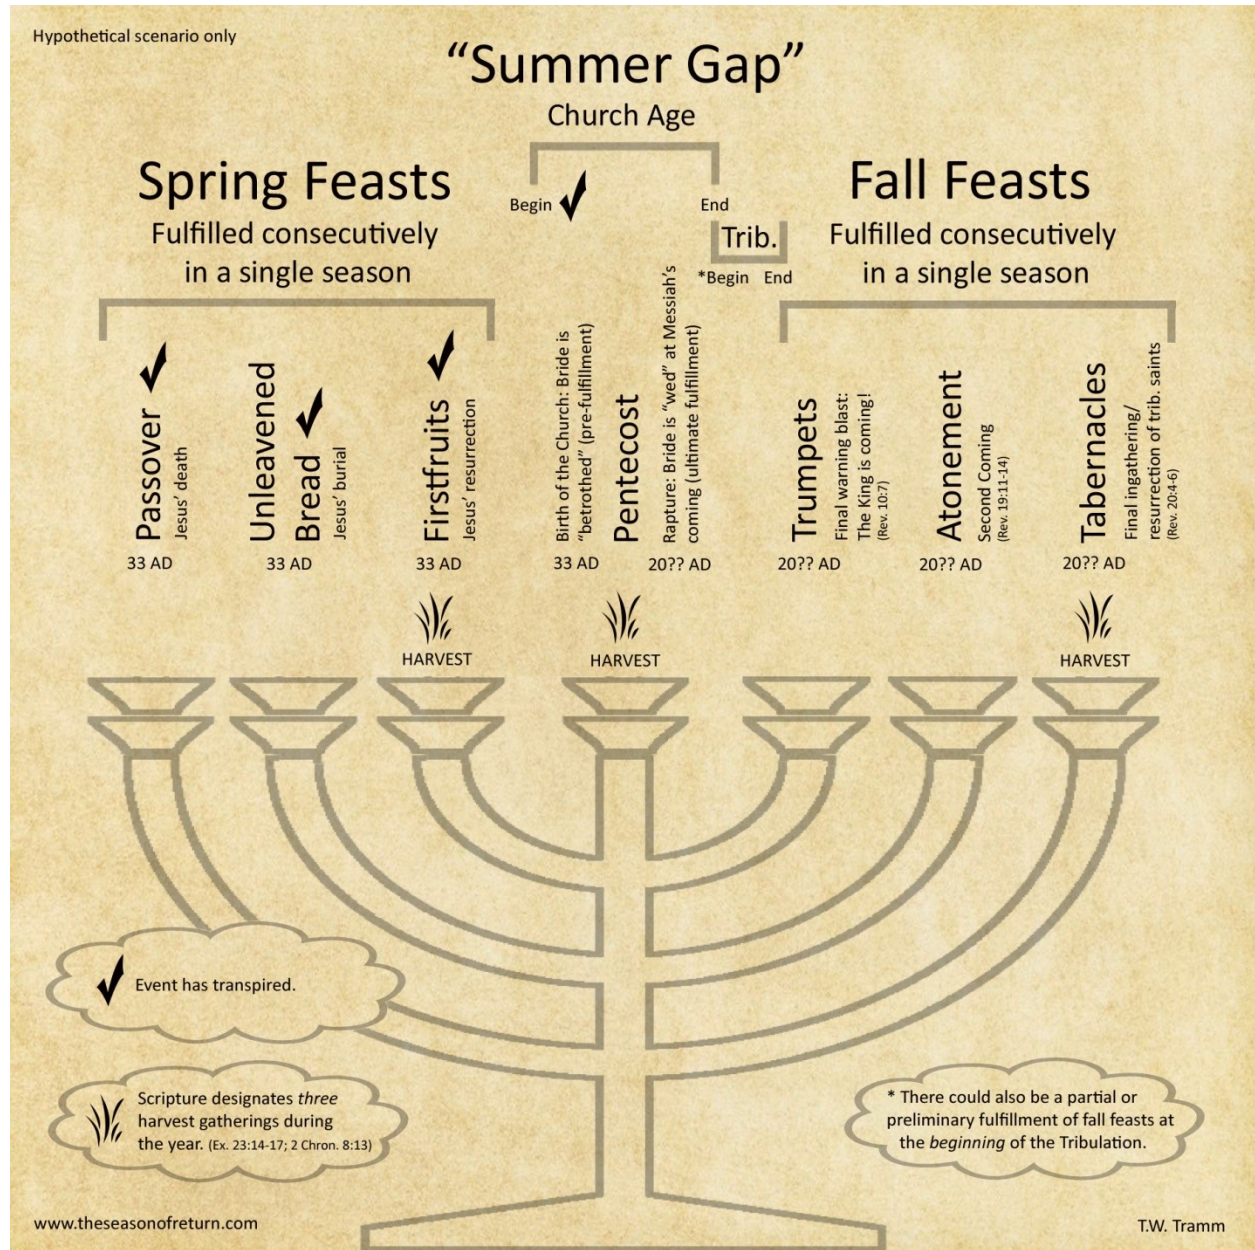 Hypothetical scenario only
“Summer Gap”
Church Age
Begin
End
Trib.
*Begin End
Spring Feasts
Fulfilled consecutively
in a single season
Fall Feasts
Fulfilled consecutively
in a single season
Passover
Jesus’ death
33 AD
Unleavened
Bread
Jesus’ burial
33 AD
Firstfruits
Jesus’ resurrection
33 AD
HARVEST
Birth of the Church: Bride is
“betrothed” (pre-fulfillment)
Pentecost
Rapture: Bride is “wed” at Messiah’s
coming (ultimate fulfillment)
33 AD
20?? AD
HARVEST
Trumpets
Final warning blast:
The King is coming!
(Rev. 10:7)
20?? AD
Atonement
Second Coming
(Rev. 19:11-14)
20?? AD
Tabernacles
Final ingathering/
resurrection of trib. saints
(Rev. 20:4-6)
20?? AD
HARVEST
Event has transpired.
Scripture designates three
harvest gatherings during
the year. (Ex. 23:14-17; 2 Chron. 8:13)
* There could also be a partial or
preliminary fulfillment of fall feasts at
the beginning of the Tribulation.
www.theseasonofreturn.com
T.W. Tramm